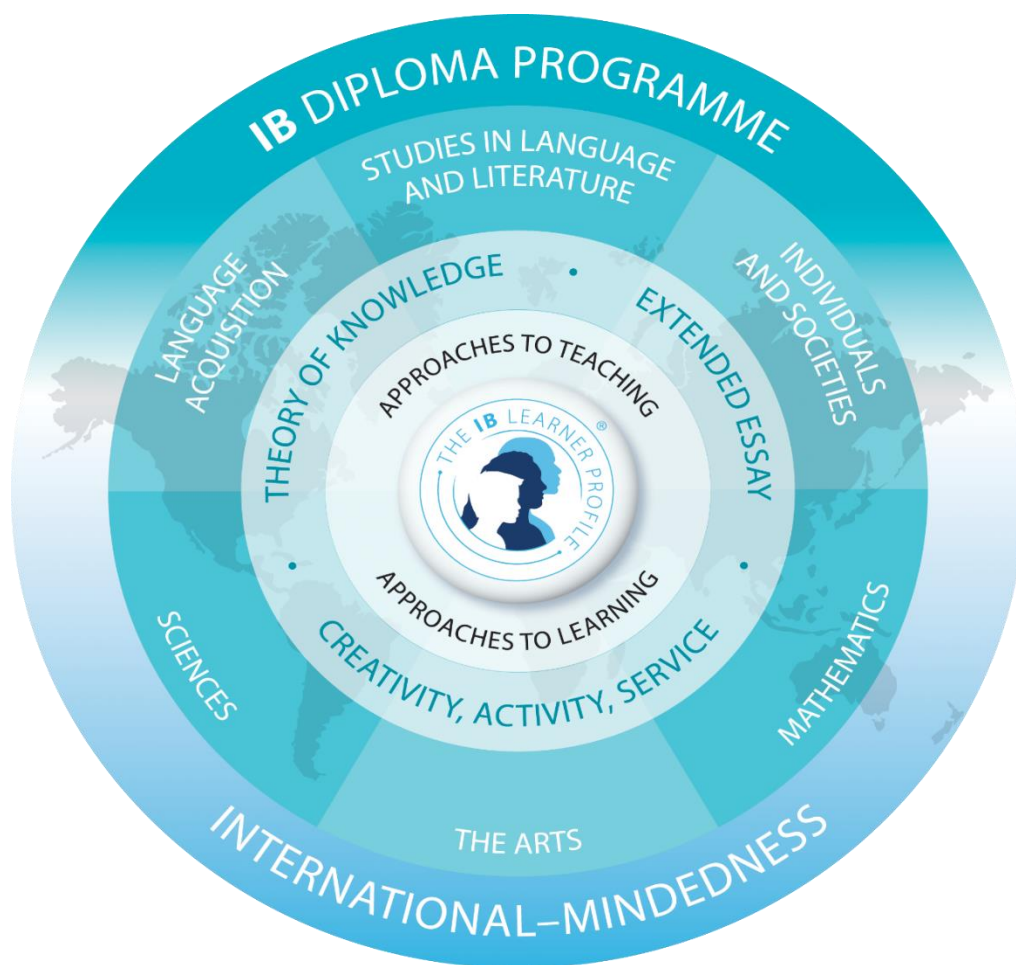 IB DIPLOMA PROGRAMME
STUDIES IN LANGUAGE
AND LITERATURE
LANGUAGE
ACQUISITION
INDIVIDUALS
AND SOCIETIES
THEORY OF KNOWLEDGE
•
EXTENDED ESSAY
APPROACHES TO TEACHING
THE IB LEARNER PROFILE
®
APPROACHES TO LEARNING
•
•
CREATIVITY, ACTIVITY, SERVICE
SCIENCES
MATHEMATICS
THE ARTS
INTERNATIONAL–MINDEDNESS